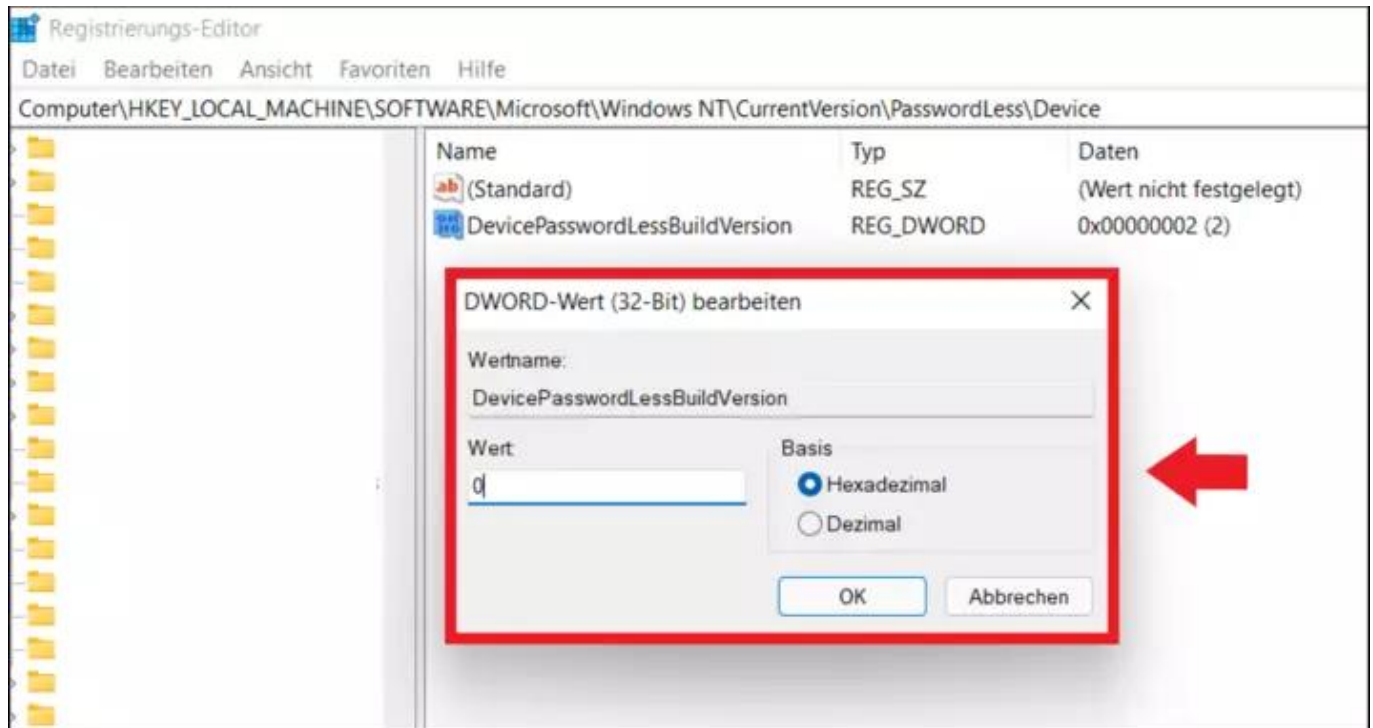 Registrierungs-Editor
Datei Bearbeiten Ansicht Favoriten Hilfe
Computer\HKEY_LOCAL_MACHINE\SOFTWARE\Microsoft\Windows NT\CurrentVersion\PasswordLess\Device
Name Typ Daten
ab (Standard) REG_SZ (Wert nicht festgelegt)
DevicePasswordLessBuildVersion REG_DWORD 0x00000002 (2)
DWORD-Wert (32-Bit) bearbeiten
Wertname:
DevicePasswordLessBuildVersion
Wert: Basis
0 Hexadezimal
Dezimal
OK Abbrechen